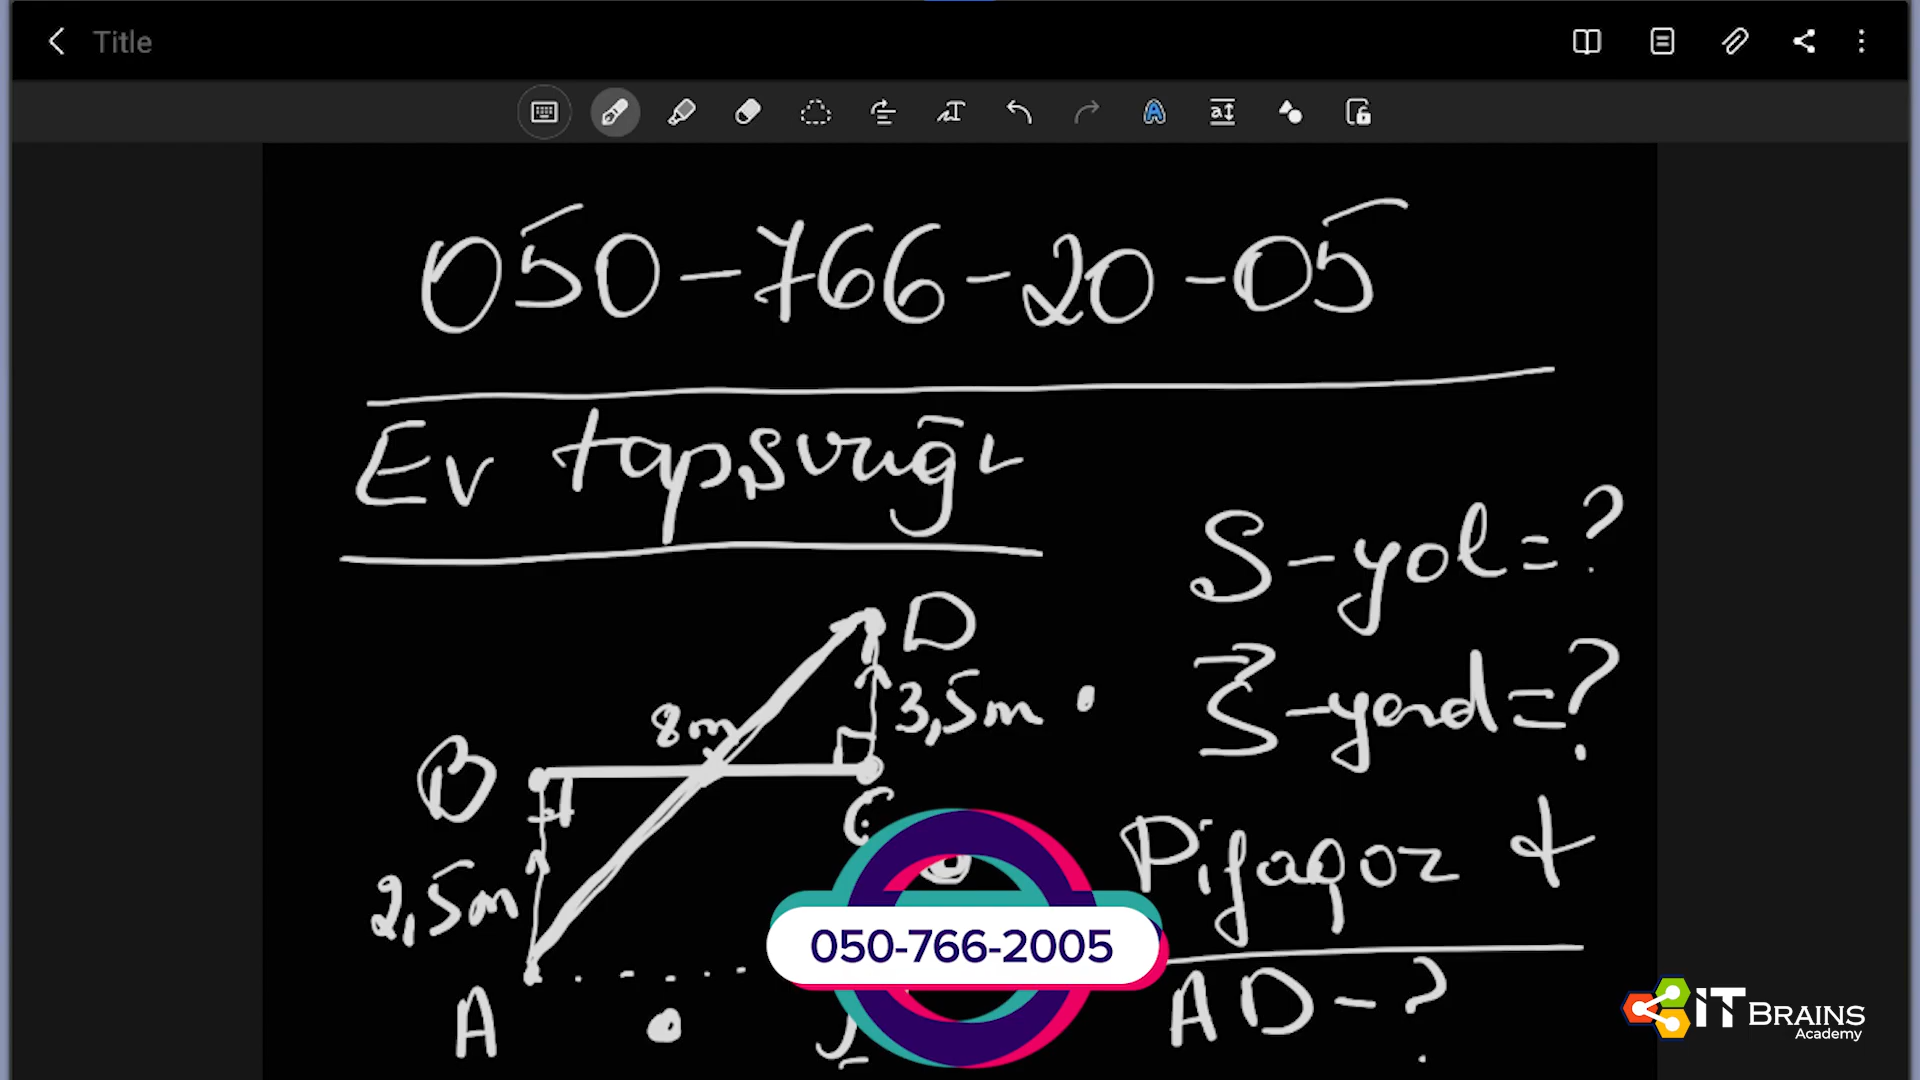 Title
050-766-20-05
Ev tapşırığı
S-yol=?
S-yerd=?
D
8m
3,5m
B
C
2,5m
Pifaqor t
A
AD-?
050-766-2005
iT BRAINS
Academy